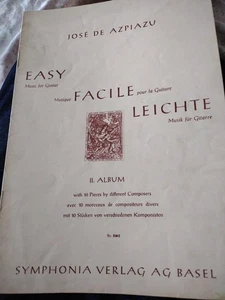 JOSE DE AZPIAZU
EASY
Music for Guitar
Musique FACILE pour la Guitare
LEICHTE
Musik für Gitarre
8. ALBUM
with 10 Pieces by different Composers
avec 10 morceaux de compositeurs divers
mit 10 Stücken von verschiedenen Komponisten
SYMPHONIA VERLAG AG BASEL